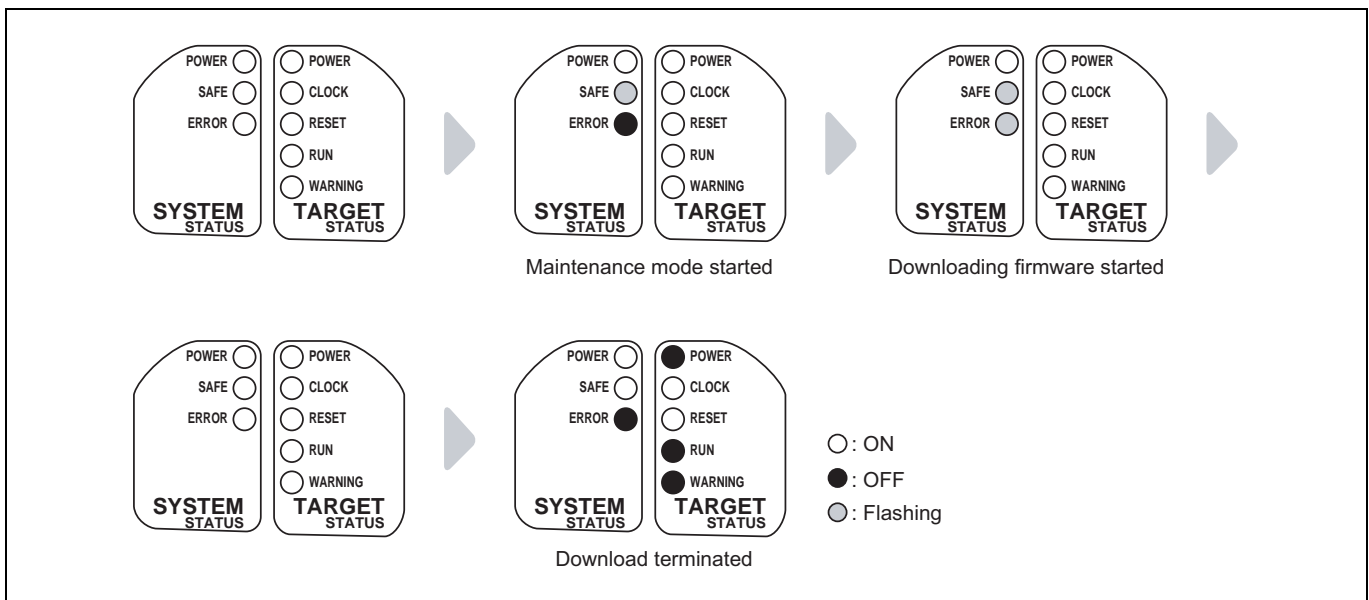 POWER POWER
SAFE CLOCK
ERROR RESET
RUN
WARNING
SYSTEM TARGET
STATUS STATUS
POWER POWER
SAFE CLOCK
ERROR RESET
RUN
WARNING
SYSTEM TARGET
STATUS STATUS
Maintenance mode started
POWER POWER
SAFE CLOCK
ERROR RESET
RUN
WARNING
SYSTEM TARGET
STATUS STATUS
Downloading firmware started
POWER POWER
SAFE CLOCK
ERROR RESET
RUN
WARNING
SYSTEM TARGET
STATUS STATUS
POWER POWER
SAFE CLOCK
ERROR RESET
RUN
WARNING
SYSTEM TARGET
STATUS STATUS
Download terminated
: ON
: OFF
: Flashing